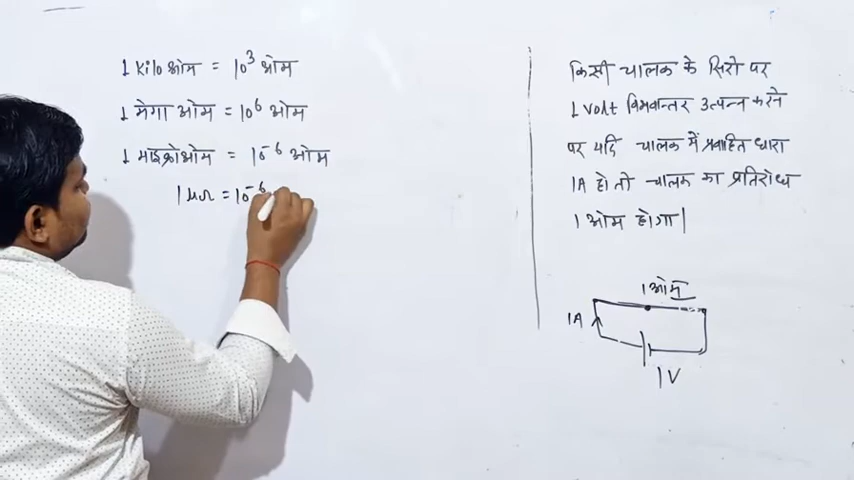 1 Kilo ओम = 10³ ओम
1 मेगा ओम = 10⁶ ओम
1 माइक्रोओम = 10⁻⁶ ओम
1 μΩ = 10⁻⁶
किसी चालक के सिरों पर
1 volt विभवान्तर उत्पन्न करने
पर यदि चालक में प्रवाहित धारा
1A हो तो चालक का प्रतिरोध
1 ओम होगा|
1 ओम
1A
1V